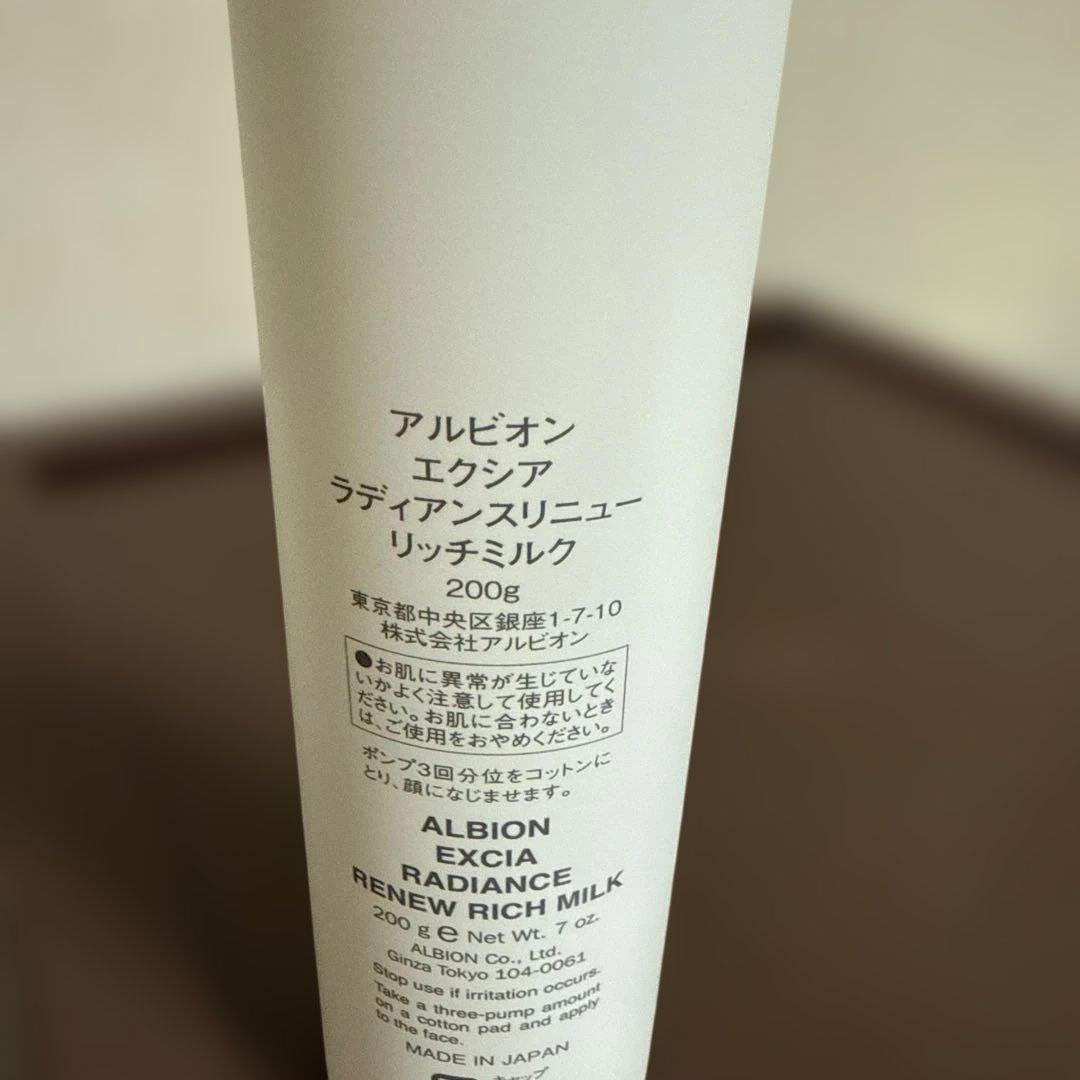 アルビオン
エクシア
ラディアンスリニュー
リッチミルク
200g
東京都中央区銀座1-7-10
株式会社アルビオン
●お肌に異常が生じていな
いかよく注意して使用してく
ださい。お肌に合わないとき
は、ご使用をおやめください。
ポンプ3回分位をコットンに
とり、顔になじませます。
ALBION
EXCIA
RADIANCE
RENEW RICH MILK
200 g ℮ Net Wt. 7 oz.
ALBION Co., Ltd.
Ginza Tokyo 104-0061
Stop use if irritation occurs.
Take a three-pump amount
on a cotton pad and apply
to the face.
MADE IN JAPAN
キャップ